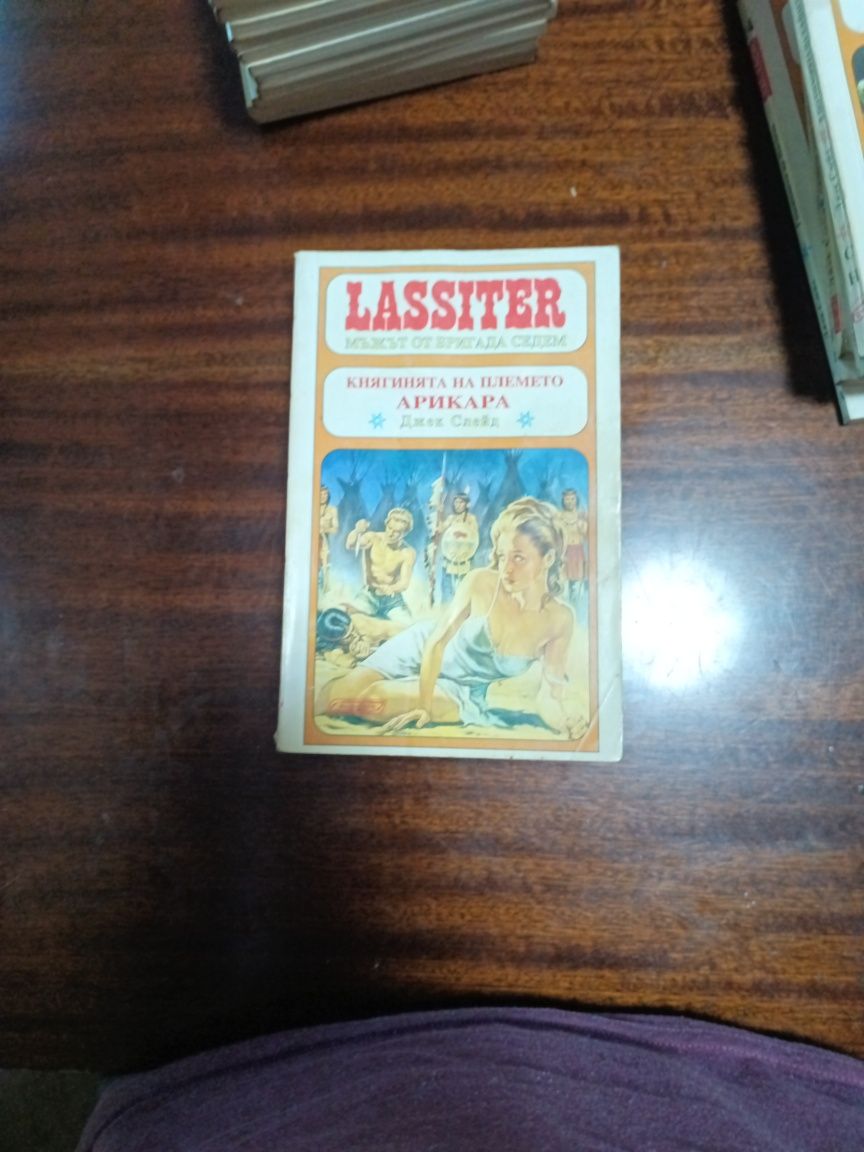 LASSITER
МЪЖЪТ ОТ БРИГАДА СЕДЕМ
КНЯГИНЯТА НА ПЛЕМЕТО
АРИКАРА
Джек Слейд